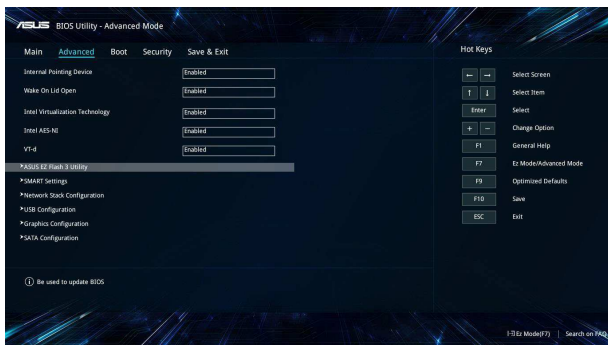 ASUS BIOS Utility - Advanced Mode
Main Advanced Boot Security Save & Exit
Internal Pointing Device Enabled
Wake On Lid Open Enabled
Intel Virtualization Technology Enabled
Intel AES-NI Enabled
VT-d Enabled
>ASUS EZ Flash 3 Utility
>SMART Settings
>Network Stack Configuration
>USB Configuration
>Graphics Configuration
>SATA Configuration
Be used to update BIOS
Hot Keys
← → Select Screen
↑ ↓ Select Item
Enter Select
+ - Change Option
F1 General Help
F7 Ez Mode/Advanced Mode
F9 Optimized Defaults
F10 Save
ESC Exit
Ez Mode(F7) | Search on FAQ